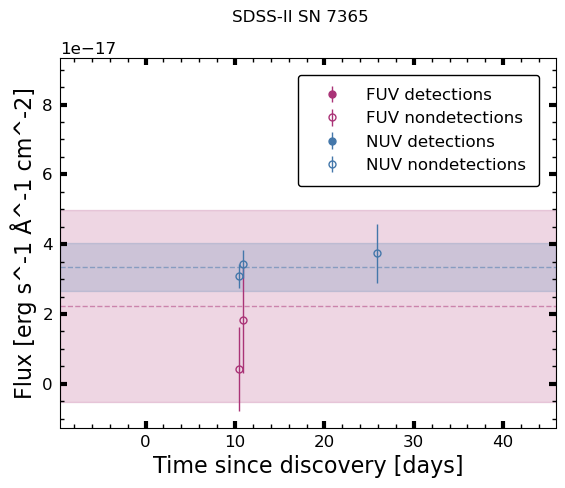 SDSS-II SN 7365
1e−17
FUV detections
FUV nondetections
NUV detections
NUV nondetections
8
6
4
2
0
Flux [erg s^-1 Å^-1 cm^-2]
0 10 20 30 40
Time since discovery [days]